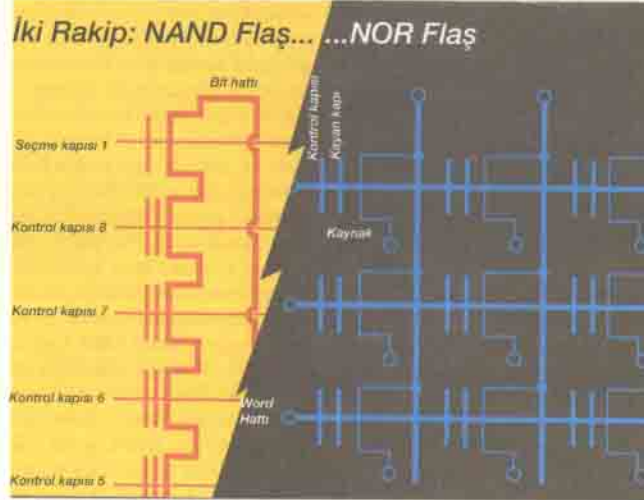 İki Rakip: NAND Flaş... ...NOR Flaş
Bit hattı
Kontrol kapısı
Kayan kapı
Seçme kapısı 1
Kontrol kapısı 8
Kaynak
Kontrol kapısı 7
Kontrol kapısı 6
Word
Hattı
Kontrol kapısı 5